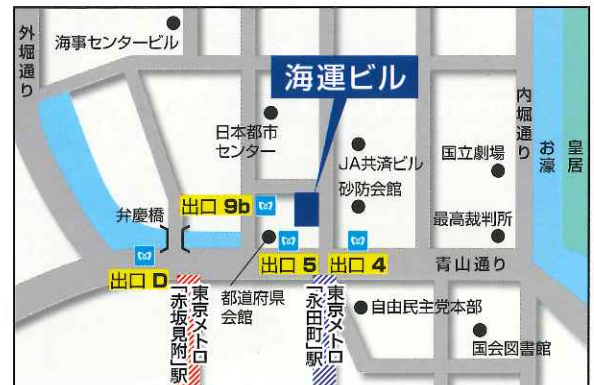 外堀通り
海事センタービル
海運ビル
日本都市
センター
JA共済ビル
砂防会館
国立劇場
内堀通り
お濠
皇居
弁慶橋
出口 9b
最高裁判所
出口 D
出口 5
出口 4
青山通り
都道府県
会館
東京メトロ
「赤坂見附」駅
東京メトロ
「永田町」駅
自由民主党本部
国会図書館